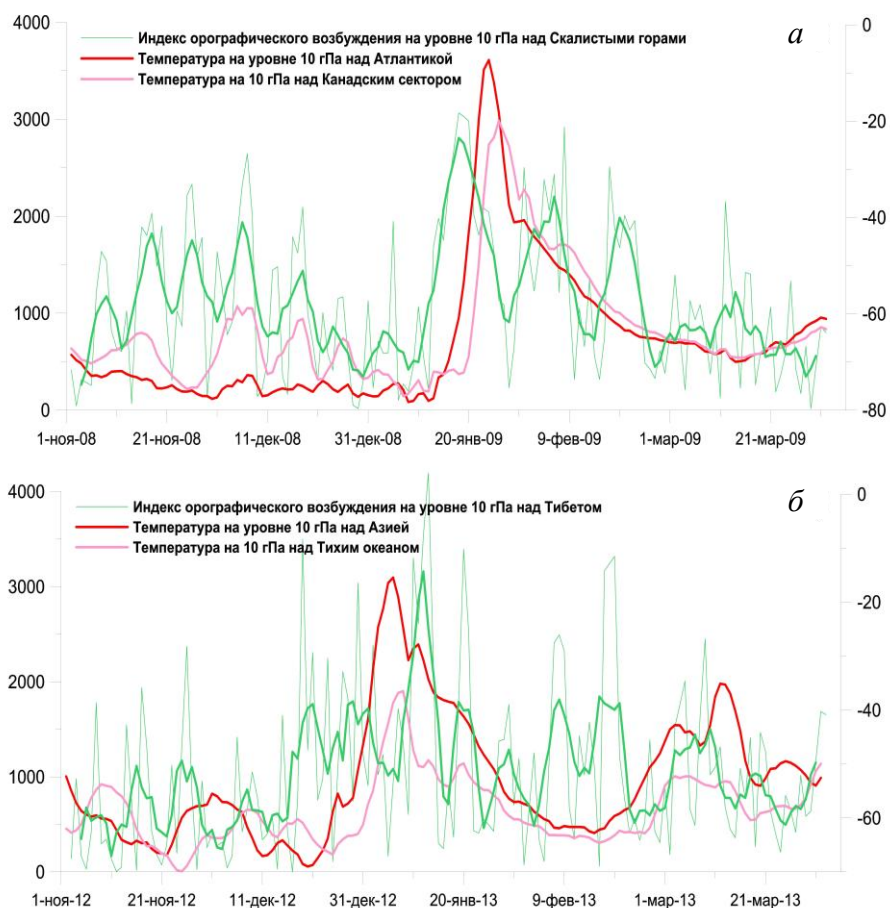 4000
3000
2000
1000
0
Индекс орографического возбуждения на уровне 10 гПа над Скалистыми горами
Температура на уровне 10 гПа над Атлантикой
Температура на 10 гПа над Канадским сектором
а
0
-20
-40
-60
-80
1-ноя-08 21-ноя-08 11-дек-08 31-дек-08 20-янв-09 9-фев-09 1-мар-09 21-мар-09
4000
3000
2000
1000
0
Индекс орографического возбуждения на уровне 10 гПа над Тибетом
Температура на уровне 10 гПа над Азией
Температура на 10 гПа над Тихим океаном
б
0
-20
-40
-60
1-ноя-12 21-ноя-12 11-дек-12 31-дек-12 20-янв-13 9-фев-13 1-мар-13 21-мар-13